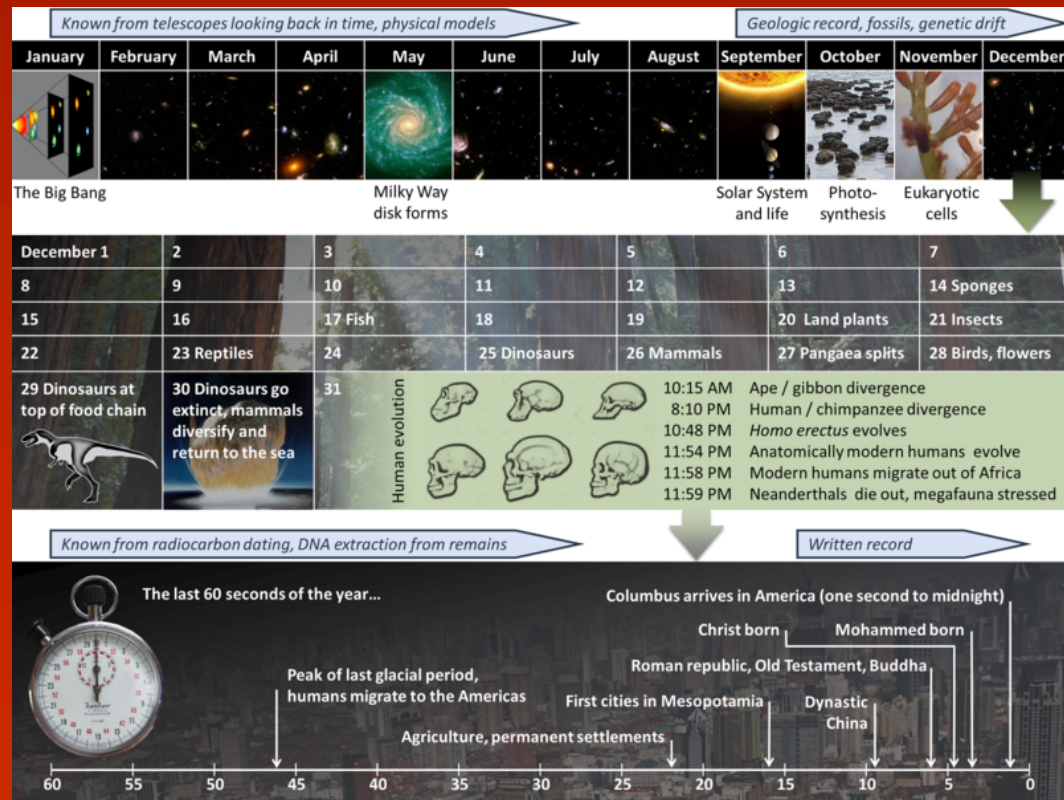 Known from telescopes looking back in time, physical models
Geologic record, fossils, genetic drift
January February March April May June July August September October November December
The Big Bang
Milky Way
disk forms
Solar System
and life
Photo-
synthesis
Eukaryotic
cells
December 1 2 3 4 5 6 7
8 9 10 11 12 13 14 Sponges
15 16 17 Fish 18 19 20 Land plants 21 Insects
22 23 Reptiles 24 25 Dinosaurs 26 Mammals 27 Pangaea splits 28 Birds, flowers
29 Dinosaurs at
top of food chain
30 Dinosaurs go
extinct, mammals
diversify and
return to the sea
31
Human evolution
10:15 AM Ape / gibbon divergence
8:10 PM Human / chimpanzee divergence
10:48 PM Homo erectus evolves
11:54 PM Anatomically modern humans evolve
11:58 PM Modern humans migrate out of Africa
11:59 PM Neanderthals die out, megafauna stressed
Known from radiocarbon dating, DNA extraction from remains
Written record
The last 60 seconds of the year...
Columbus arrives in America (one second to midnight)
Christ born
Mohammed born
Roman republic, Old Testament, Buddha
Peak of last glacial period,
humans migrate to the Americas
First cities in Mesopotamia
Dynastic
China
Agriculture, permanent settlements
60 50 40 35 30 25 20 15 10 5 0